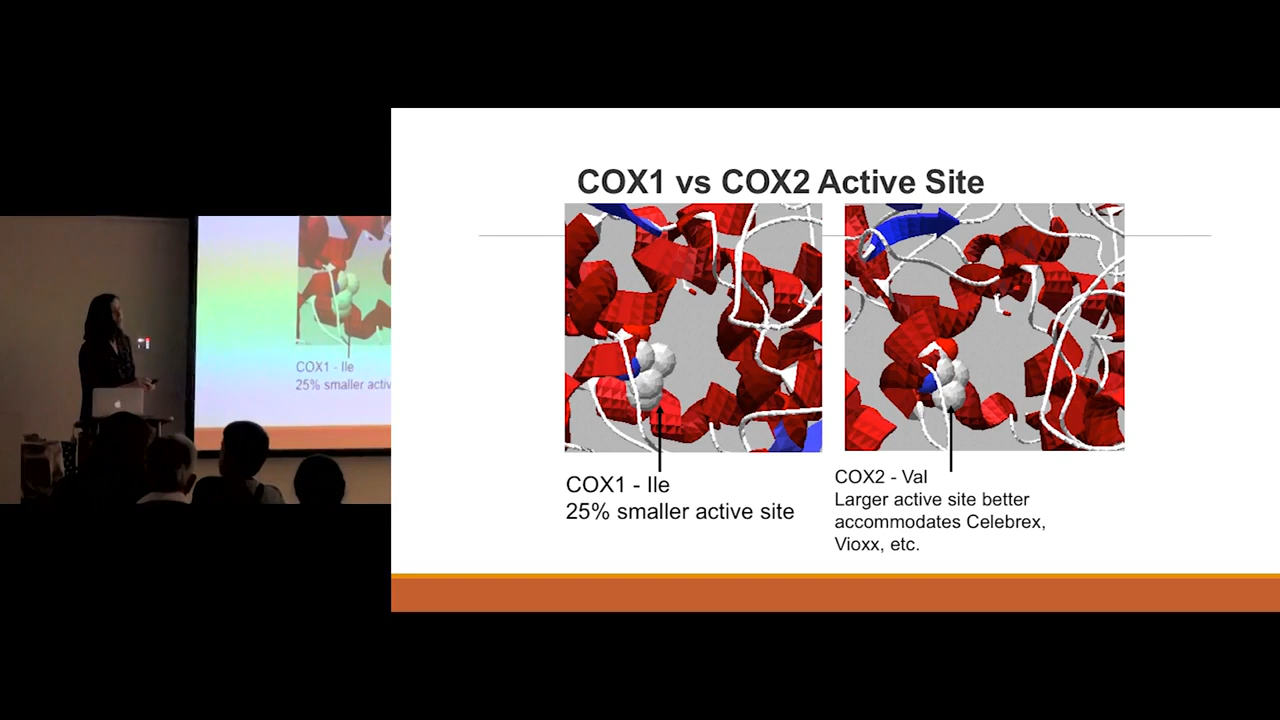 COX1 vs COX2 Active Site
COX1 - Ile
25% smaller active site
COX2 - Val
Larger active site better
accommodates Celebrex,
Vioxx, etc.
COX1 - Ile
25% smaller activ